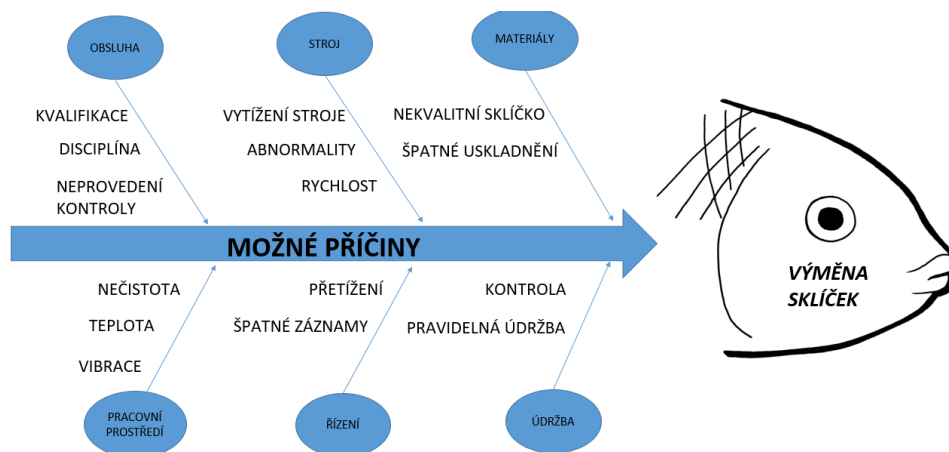 OBSLUHA
STROJ
MATERIÁLY
KVALIFIKACE
DISCIPLÍNA
NEPROVEDENÍ
KONTROLY
VYTÍŽENÍ STROJE
ABNORMALITY
RYCHLOST
NEKVALITNÍ SKLÍČKO
ŠPATNÉ USKLADNĚNÍ
MOŽNÉ PŘÍČINY
VÝMĚNA
SKLÍČEK
NEČISTOTA
TEPLOTA
VIBRACE
PŘETÍŽENÍ
ŠPATNÉ ZÁZNAMY
KONTROLA
PRAVIDELNÁ ÚDRŽBA
PRACOVNÍ
PROSTŘEDÍ
ŘÍZENÍ
ÚDRŽBA